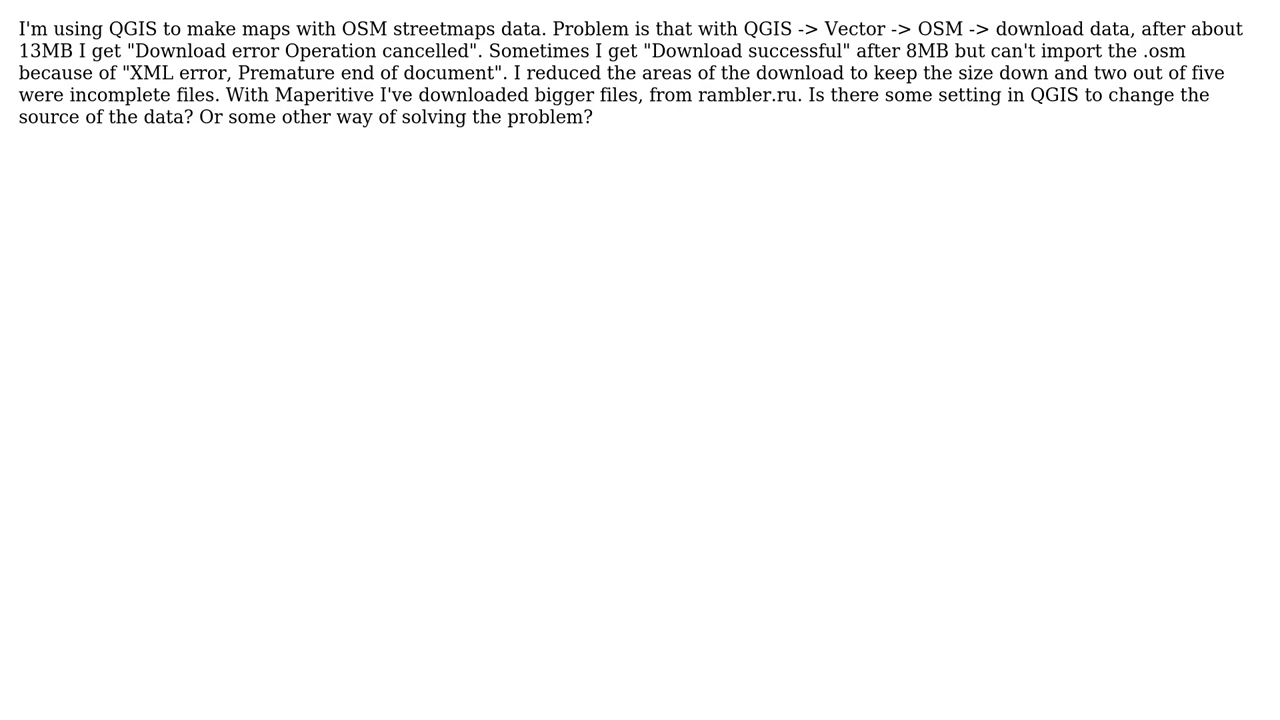 I'm using QGIS to make maps with OSM streetmaps data. Problem is that with QGIS -> Vector -> OSM -> download data, after about
13MB I get "Download error Operation cancelled". Sometimes I get "Download successful" after 8MB but can't import the .osm
because of "XML error, Premature end of document". I reduced the areas of the download to keep the size down and two out of five
were incomplete files. With Maperitive I've downloaded bigger files, from rambler.ru. Is there some setting in QGIS to change the
source of the data? Or some other way of solving the problem?